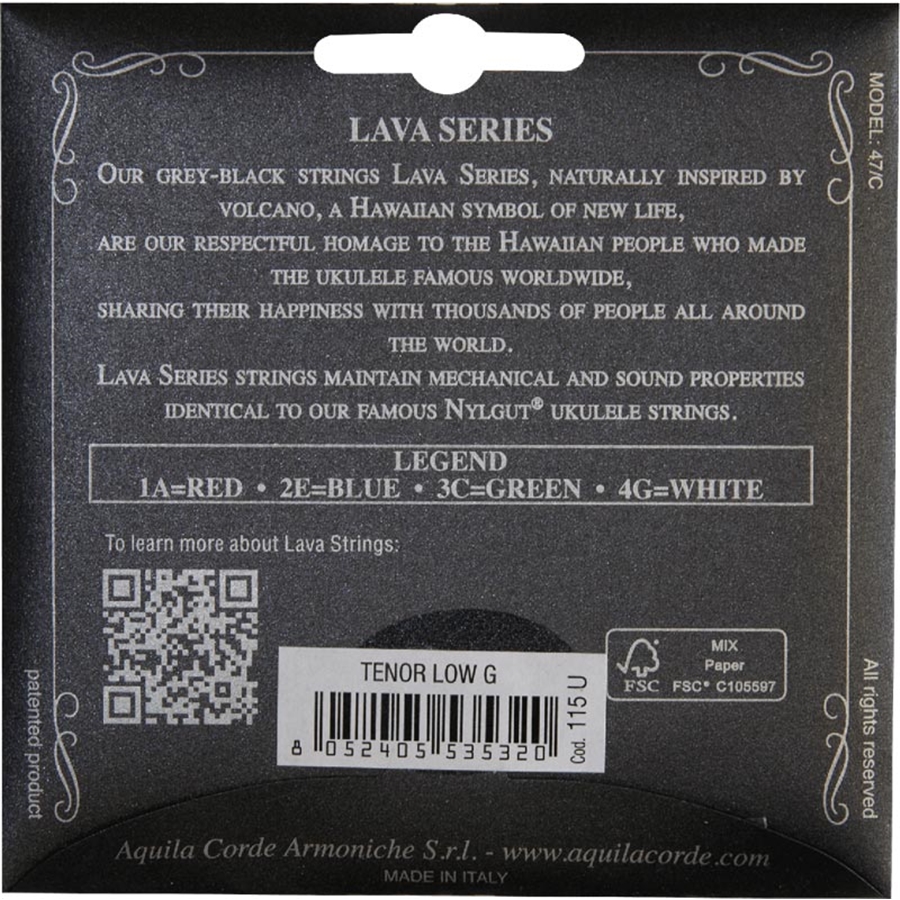 LAVA SERIES
OUR GREY-BLACK STRINGS LAVA SERIES, NATURALLY INSPIRED BY
VOLCANO, A HAWAIIAN SYMBOL OF NEW LIFE,
ARE OUR RESPECTFUL HOMAGE TO THE HAWAIIAN PEOPLE WHO MADE
THE UKULELE FAMOUS WORLDWIDE,
SHARING THEIR HAPPINESS WITH THOUSANDS OF PEOPLE ALL AROUND
THE WORLD.
LAVA SERIES STRINGS MAINTAIN MECHANICAL AND SOUND PROPERTIES
IDENTICAL TO OUR FAMOUS NYLGUT® UKULELE STRINGS.
LEGEND
1A=RED • 2E=BLUE • 3C=GREEN • 4G=WHITE
To learn more about Lava Strings:
TENOR LOW G
8 052405 535320
Cod. 115 U
FSC
MIX
Paper
FSC® C105597
MODEL: 477/C
All rights reserved
patented product
Aquila Corde Armoniche S.r.l. - www.aquilacorde.com
MADE IN ITALY